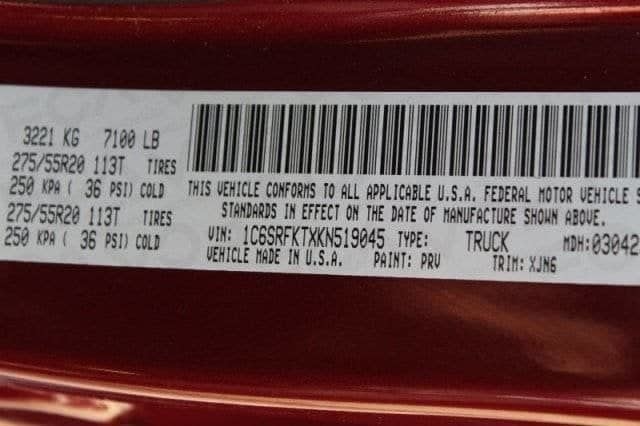 3221 KG 7100 LB
275/55R20 113T TIRES
250 KPA ( 36 PSI) COLD
275/55R20 113T TIRES
250 KPA ( 36 PSI) COLD
THIS VEHICLE CONFORMS TO ALL APPLICABLE U.S.A. FEDERAL MOTOR VEHICLE S
STANDARDS IN EFFECT ON THE DATE OF MANUFACTURE SHOWN ABOVE.
VIN: 1C6SRFKTXKN519045 TYPE: TRUCK MDH:03042
VEHICLE MADE IN U.S.A. PAINT: PRV TRIM: XJN6